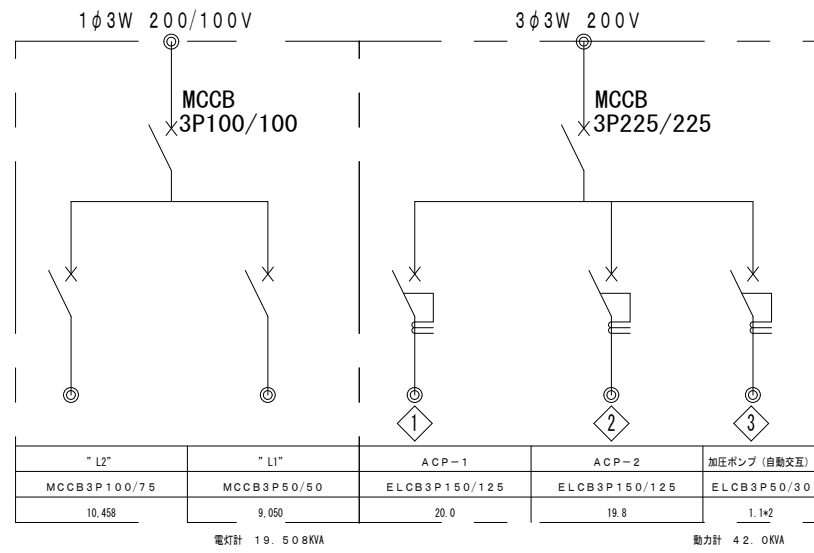 1φ3W 200/100V
3φ3W 200V
MCCB
3P100/100
MCCB
3P225/225
1
2
3
" L2" " L1" ACP-1 ACP-2 加圧ポンプ (自動交互)
MCCB3P100/75 MCCB3P50/50 ELCB3P150/125 ELCB3P150/125 ELCB3P50/30
10,458 9,050 20.0 19.8 1.1*2
電灯計 19.508KVA 動力計 42.0KVA